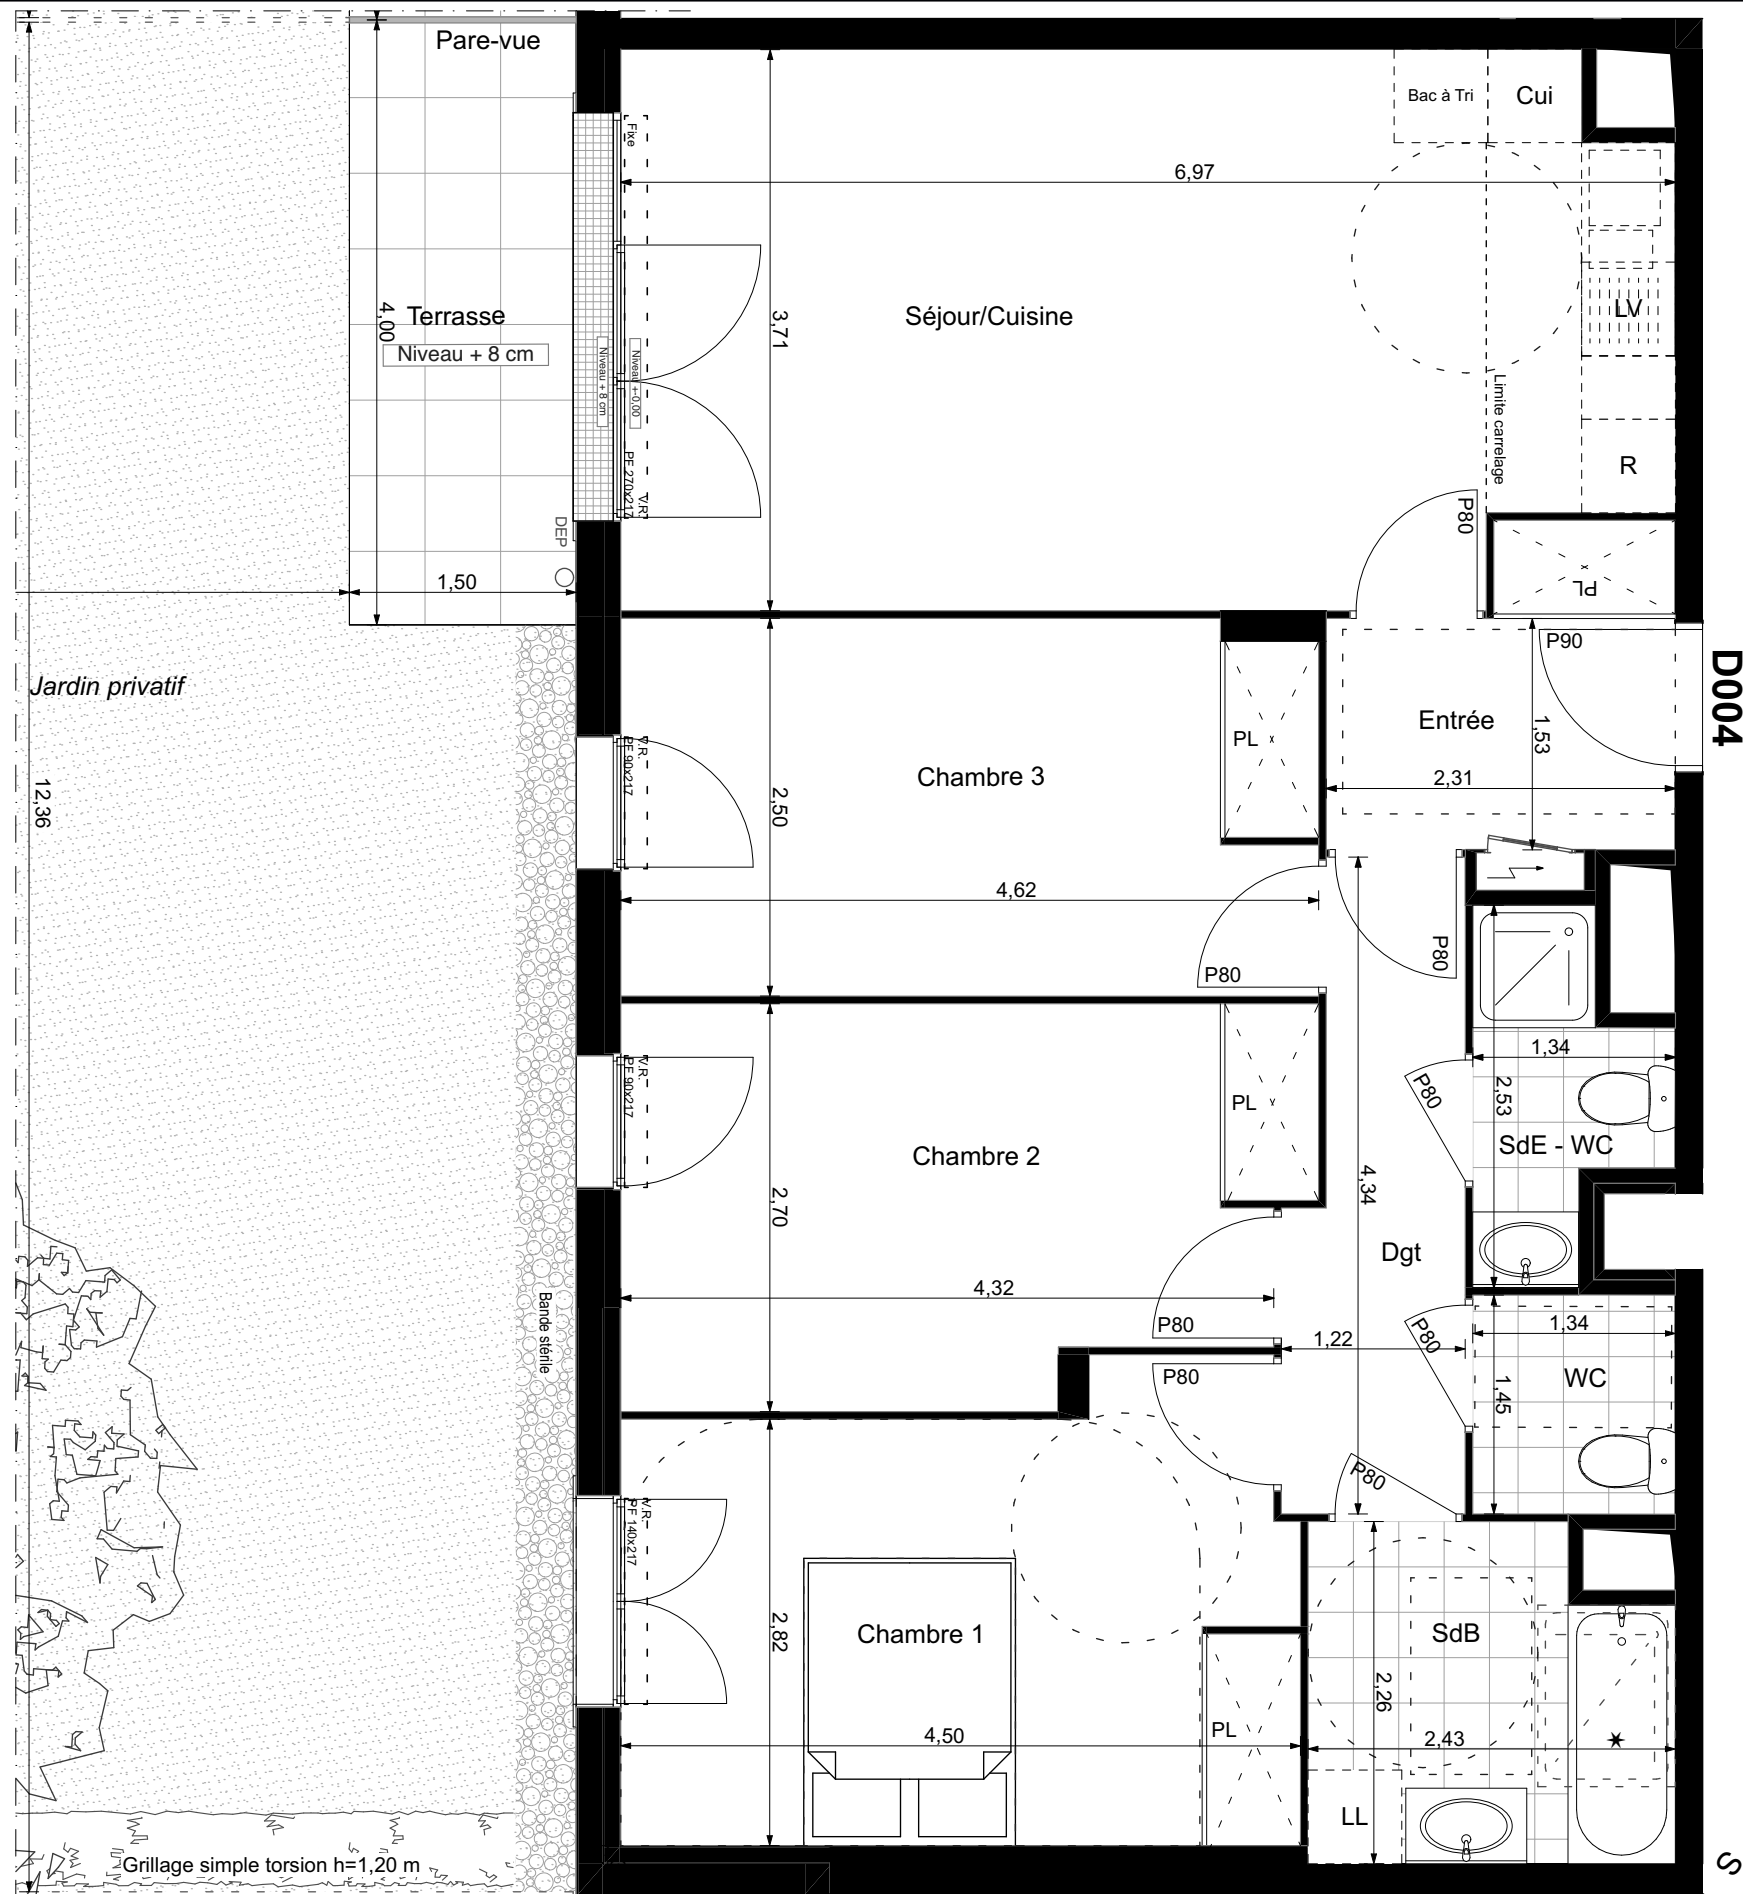 Pare-vue
Bac à Tri
Cui
Fixe
6,97
4,00
Terrasse
Niveau + 8 cm
Niveau + 8 cm
Niveau +-0,00
3,71
Séjour/Cuisine
LV
Limite carrelage
R
V.R.
PF 270x217
DEP
P80
PL
1,50
P90
D004
Jardin privatif
Entrée
1,53
2,31
PL
V.R.
PF 90x217
Chambre 3
2,50
12,36
4,62
P80
P80
1,34
V.R.
PF 90x217
PL
P80
2,53
SdE - WC
Chambre 2
2,70
4,34
Dgt
4,32
P80
1,22
P80
1,34
Bande stérile
P80
WC
1,45
P80
V.R.
PF 140x217
Chambre 1
2,82
SdB
2,26
PL
4,50
2,43
LL
Grillage simple torsion h=1,20 m
S